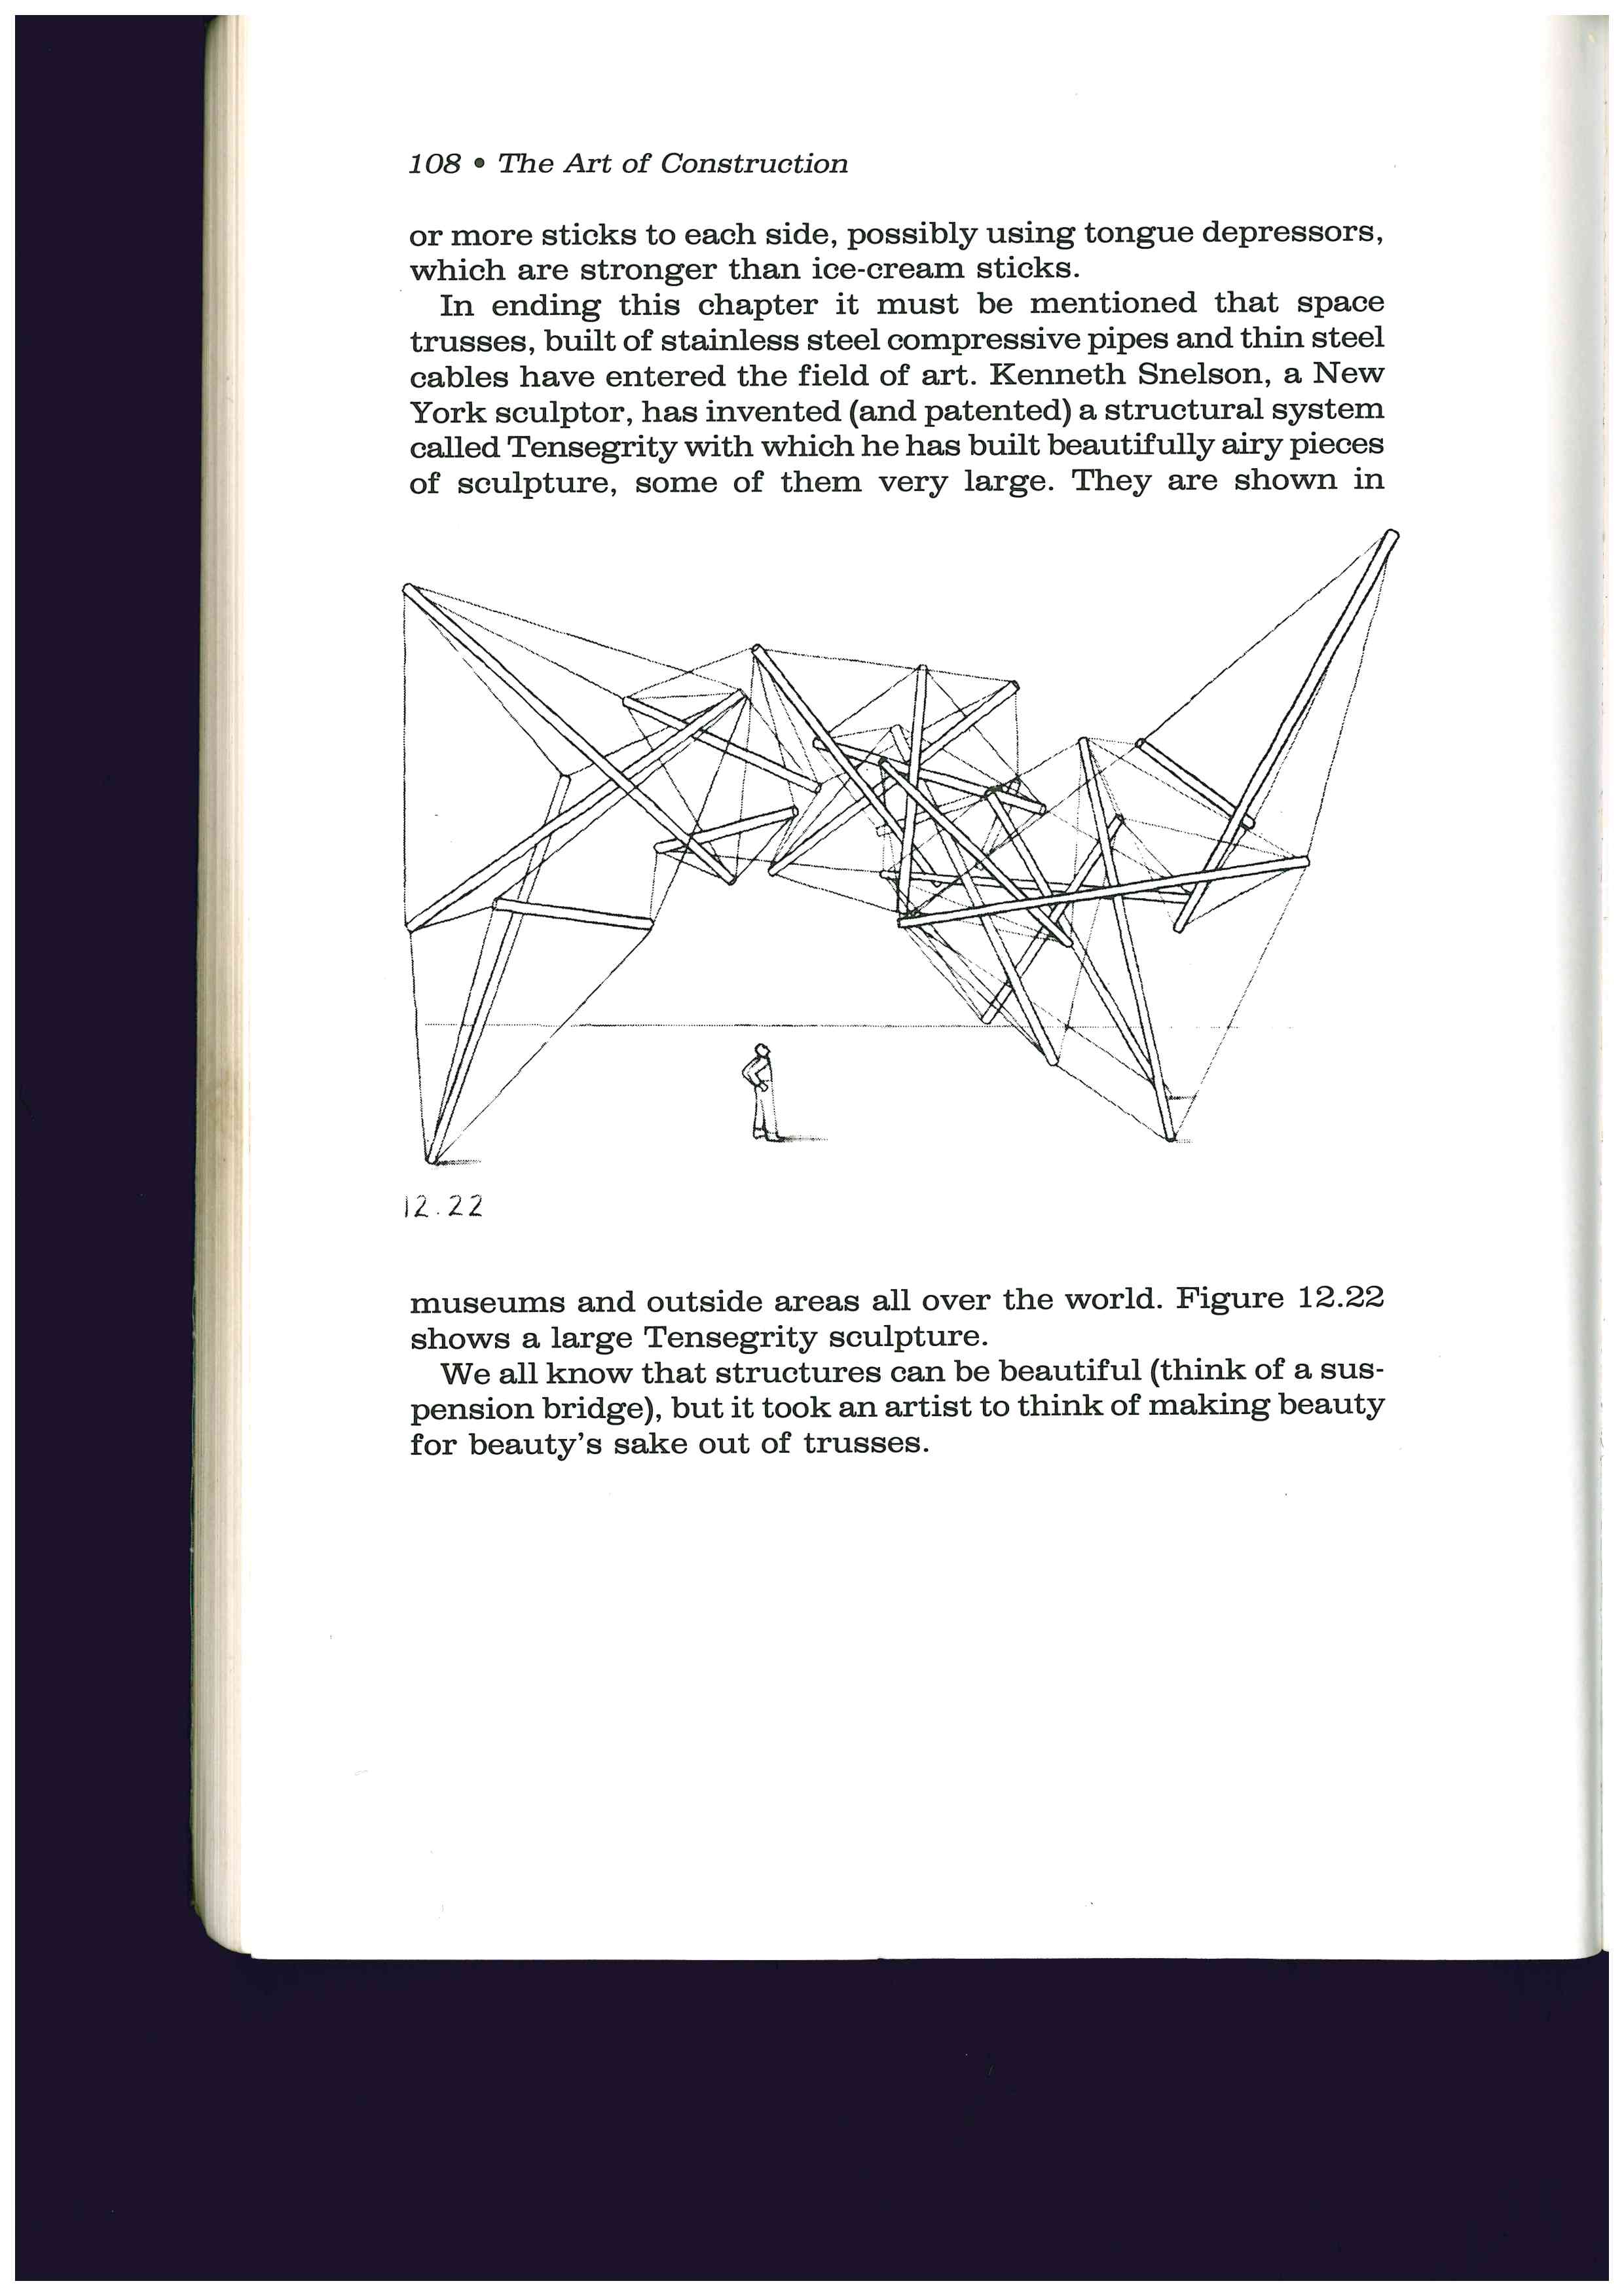 108 • The Art of Construction
or more sticks to each side, possibly using tongue depressors,
which are stronger than ice-cream sticks.
In ending this chapter it must be mentioned that space
trusses, built of stainless steel compressive pipes and thin steel
cables have entered the field of art. Kenneth Snelson, a New
York sculptor, has invented (and patented) a structural system
called Tensegrity with which he has built beautifully airy pieces
of sculpture, some of them very large. They are shown in
12.22
museums and outside areas all over the world. Figure 12.22
shows a large Tensegrity sculpture.
We all know that structures can be beautiful (think of a sus-
pension bridge), but it took an artist to think of making beauty
for beauty's sake out of trusses.